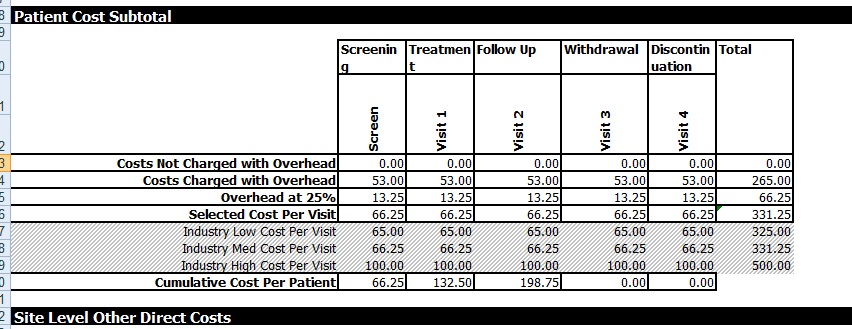 8 Patient Cost Subtotal
9
0 Screenin Treatmen Follow Up Withdrawal Discontin Total
g t uation
1
2 Screen Visit 1 Visit 2 Visit 3 Visit 4
3 Costs Not Charged with Overhead 0.00 0.00 0.00 0.00 0.00 0.00
4 Costs Charged with Overhead 53.00 53.00 53.00 53.00 53.00 265.00
5 Overhead at 25% 13.25 13.25 13.25 13.25 13.25 66.25
6 Selected Cost Per Visit 66.25 66.25 66.25 66.25 66.25 331.25
7 Industry Low Cost Per Visit 65.00 65.00 65.00 65.00 65.00 325.00
8 Industry Med Cost Per Visit 66.25 66.25 66.25 66.25 66.25 331.25
9 Industry High Cost Per Visit 100.00 100.00 100.00 100.00 100.00 500.00
0 Cumulative Cost Per Patient 66.25 132.50 198.75 0.00 0.00
1
2 Site Level Other Direct Costs